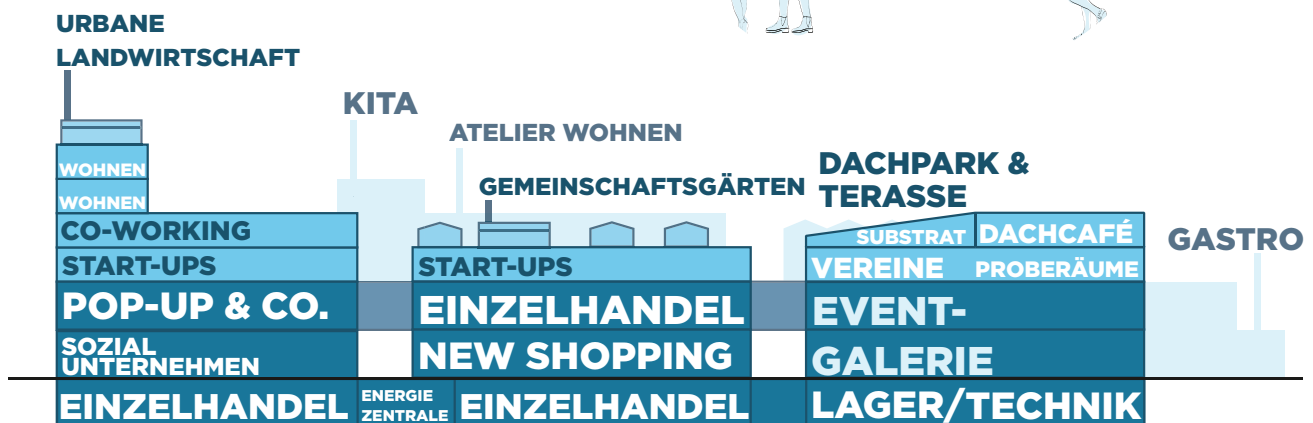 URBANE
LANDWIRTSCHAFT
KITA
ATELIER WOHNEN
GEMEINSCHAFTSGÄRTEN
DACHPARK &
TERASSE
GASTRO
WOHNEN
WOHNEN
CO-WORKING
START-UPS
POP-UP & CO.
SOZIAL
UNTERNEHMEN
EINZELHANDEL
ENERGIE
ZENTRALE
START-UPS
EINZELHANDEL
NEW SHOPPING
EINZELHANDEL
SUBSTRAT
DACHCAFÉ
VEREINE
PROBERÄUME
EVENT-
GALERIE
LAGER/TECHNIK